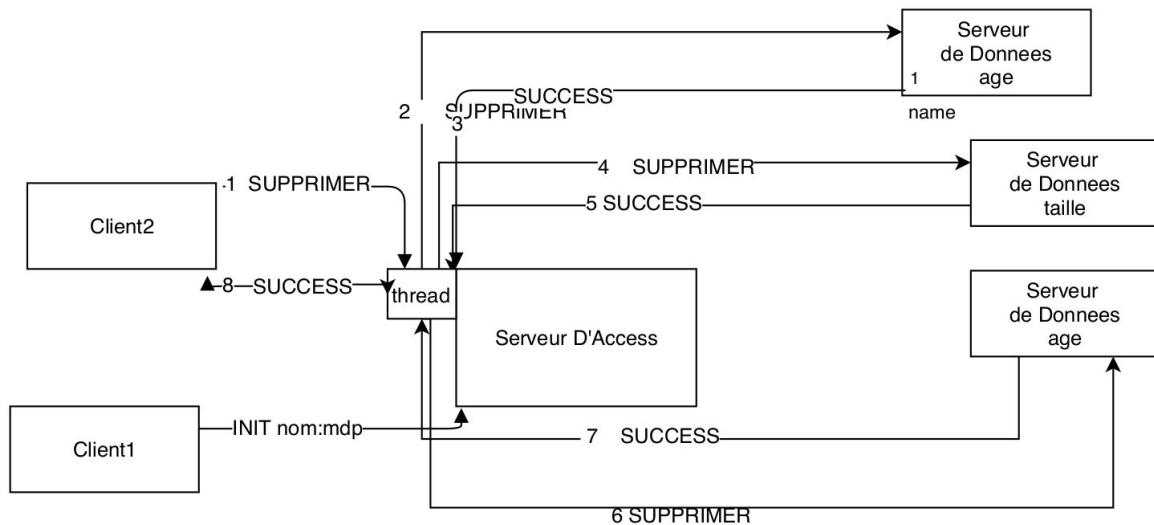 Serveur
de Donnees
age
1
name
SUCCESS
2 SUPPRIMER
3
4 SUPPRIMER
Serveur
de Donnees
taille
5 SUCCESS
1 SUPPRIMER
Client2
8 SUCCESS
thread
Serveur D'Access
Serveur
de Donnees
age
INIT nom:mdp
Client1
7 SUCCESS
6 SUPPRIMER